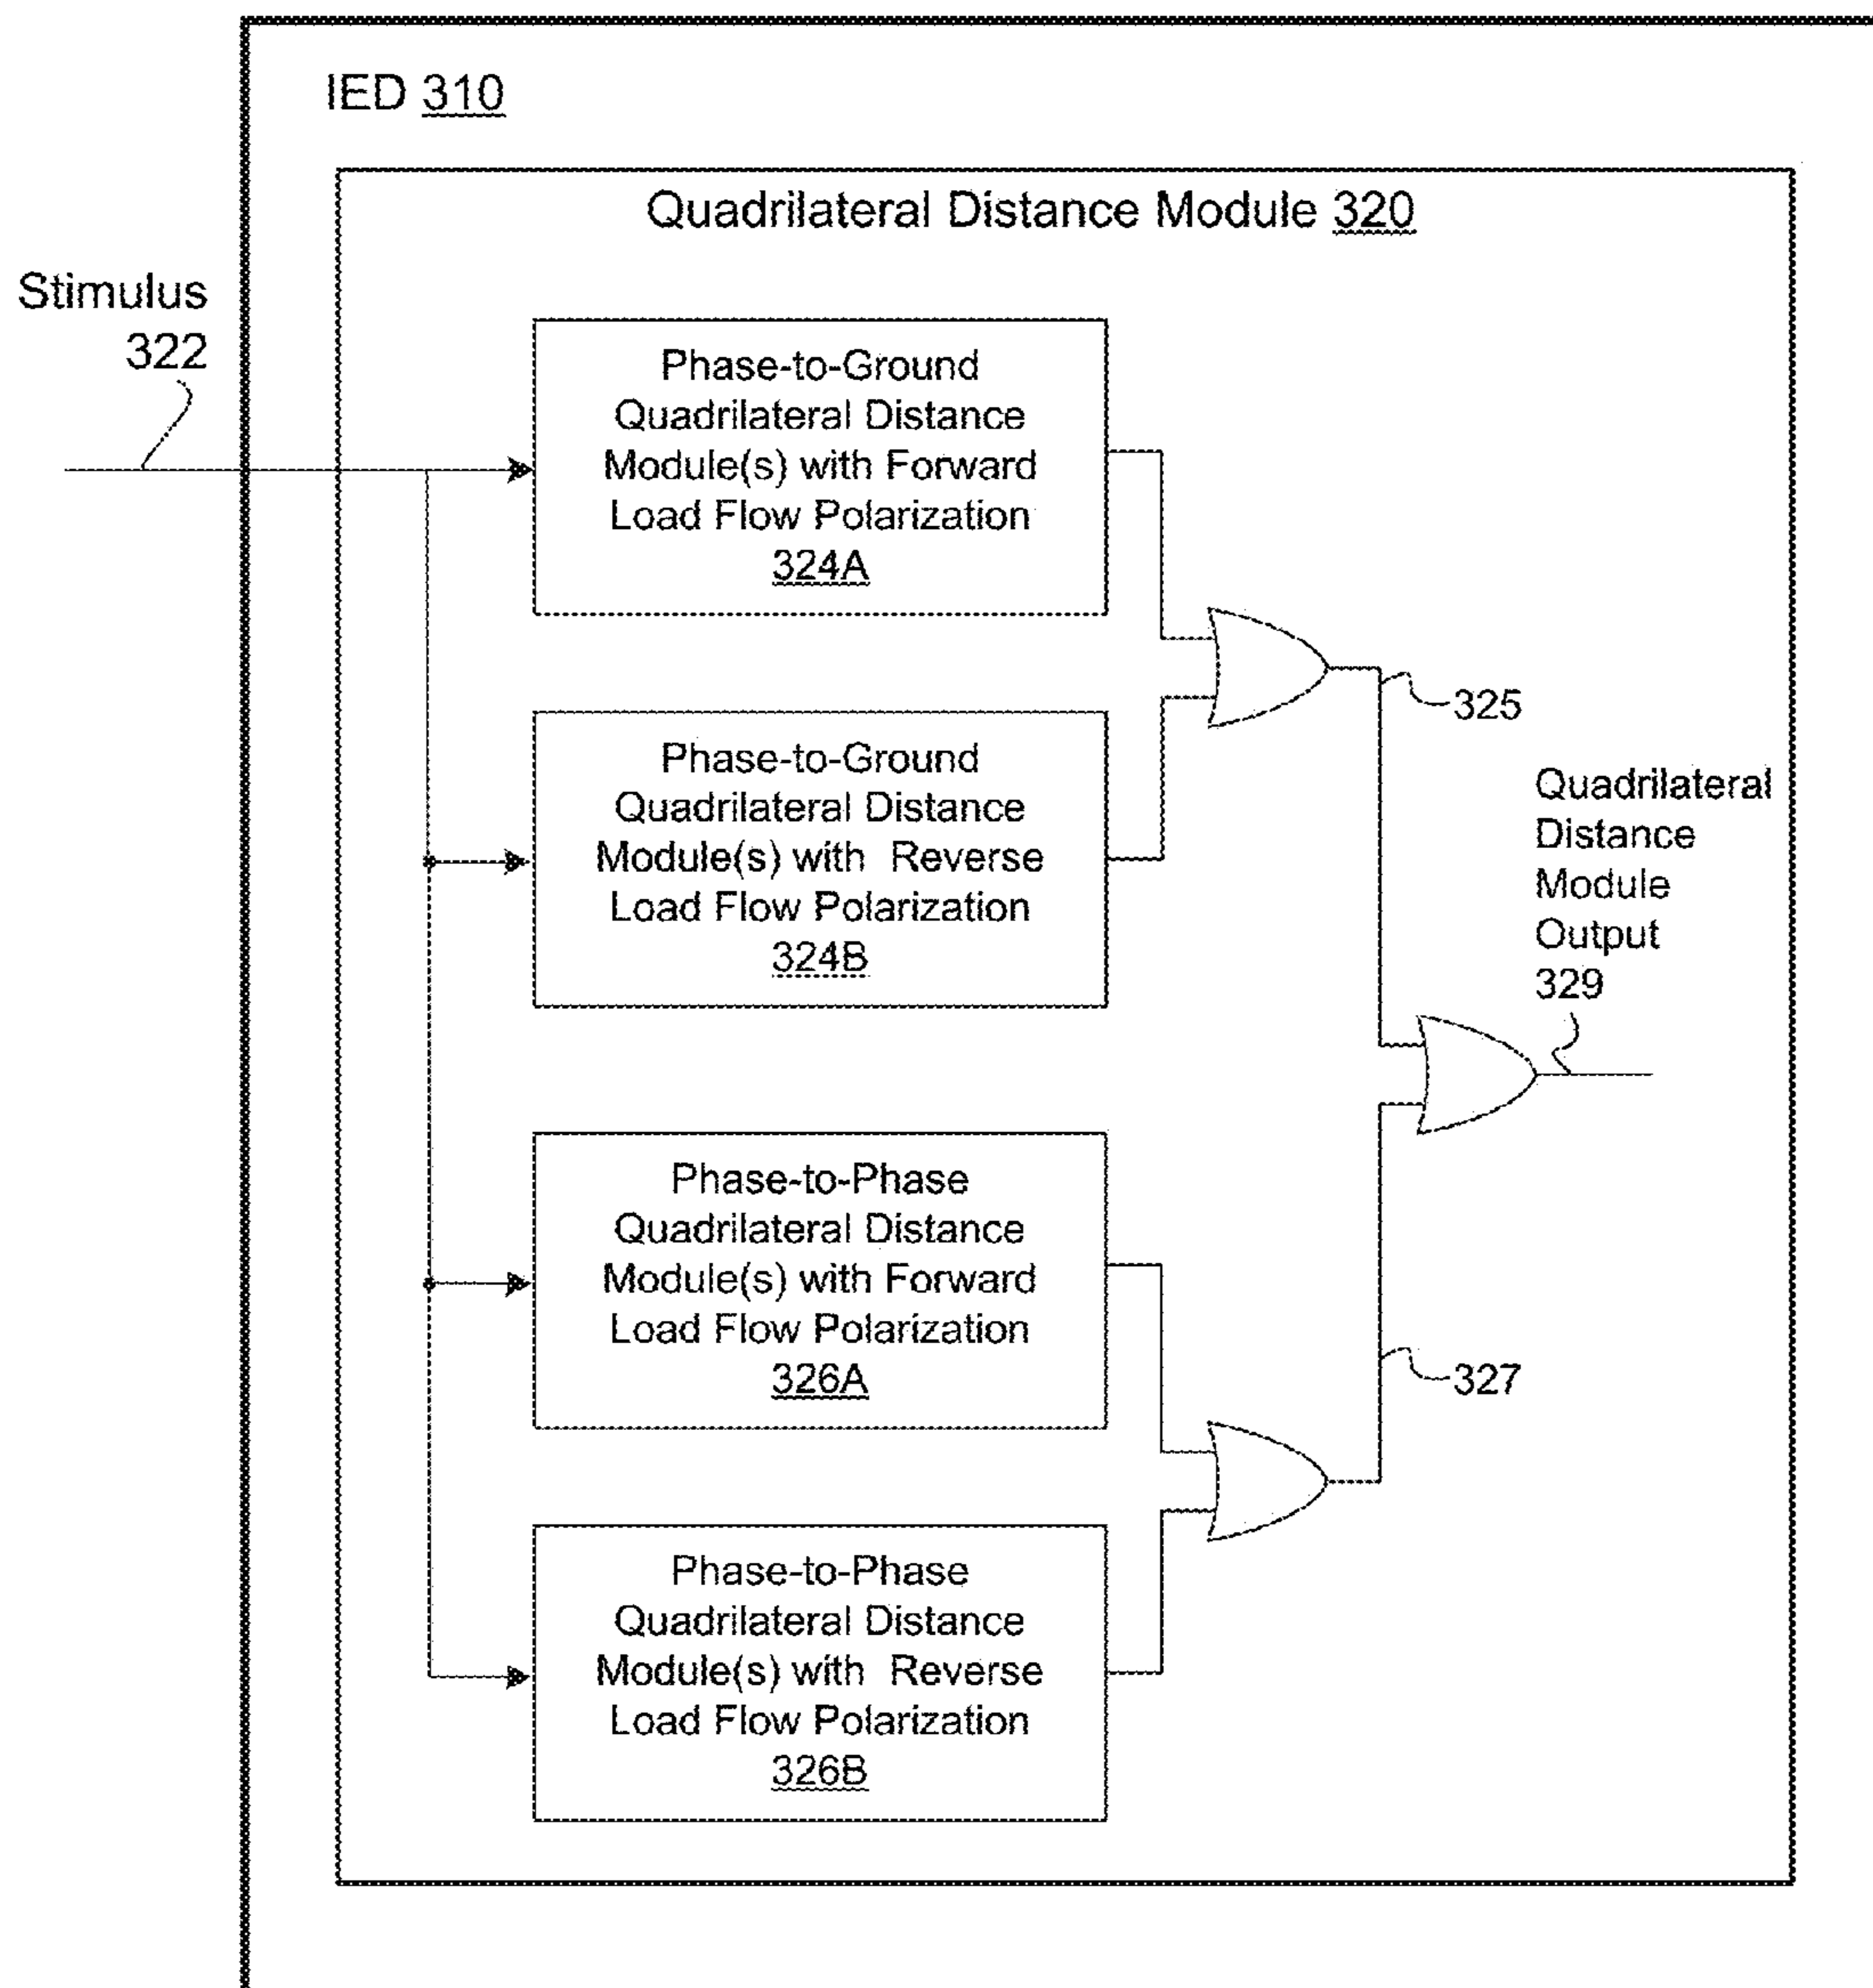 IED 310
Quadrilateral Distance Module 320
Stimulus
322
Phase-to-Ground
Quadrilateral Distance
Module(s) with Forward
Load Flow Polarization
324A
325
Phase-to-Ground
Quadrilateral Distance
Module(s) with Reverse
Load Flow Polarization
324B
Quadrilateral
Distance
Module
Output
329
Phase-to-Phase
Quadrilateral Distance
Module(s) with Forward
Load Flow Polarization
326A
327
Phase-to-Phase
Quadrilateral Distance
Module(s) with Reverse
Load Flow Polarization
326B